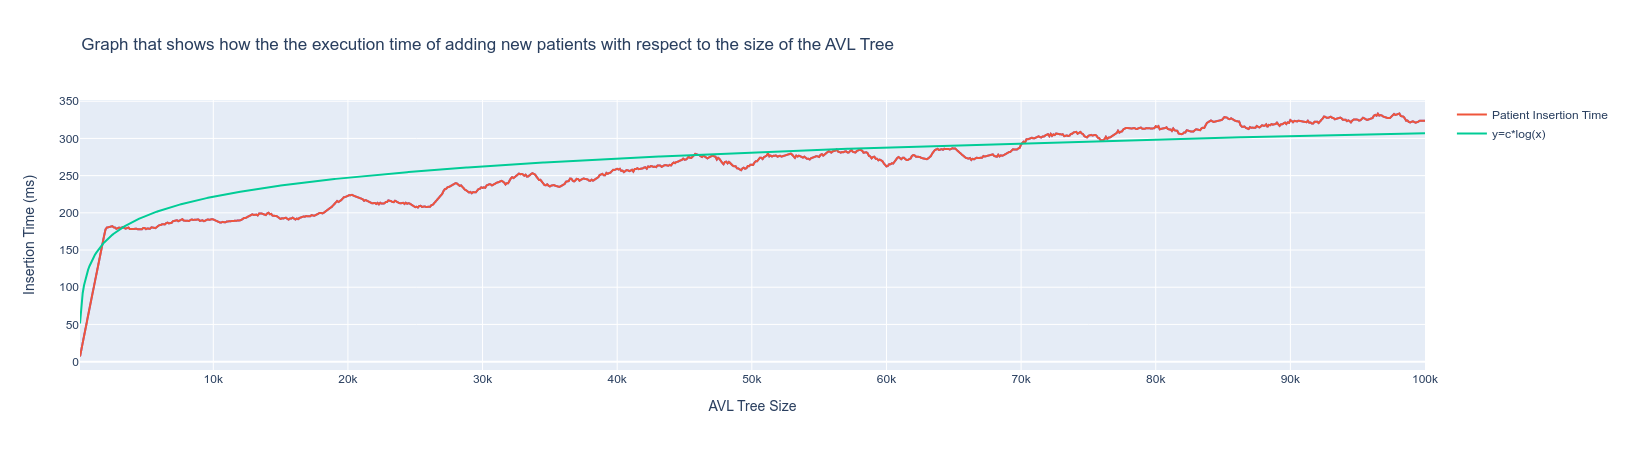 Graph that shows how the the execution time of adding new patients with respect to the size of the AVL Tree
350
300
250
200
150
100
50
0
Insertion Time (ms)
10k 20k 30k 40k 50k 60k 70k 80k 90k 100k
AVL Tree Size
Patient Insertion Time
y=c*log(x)